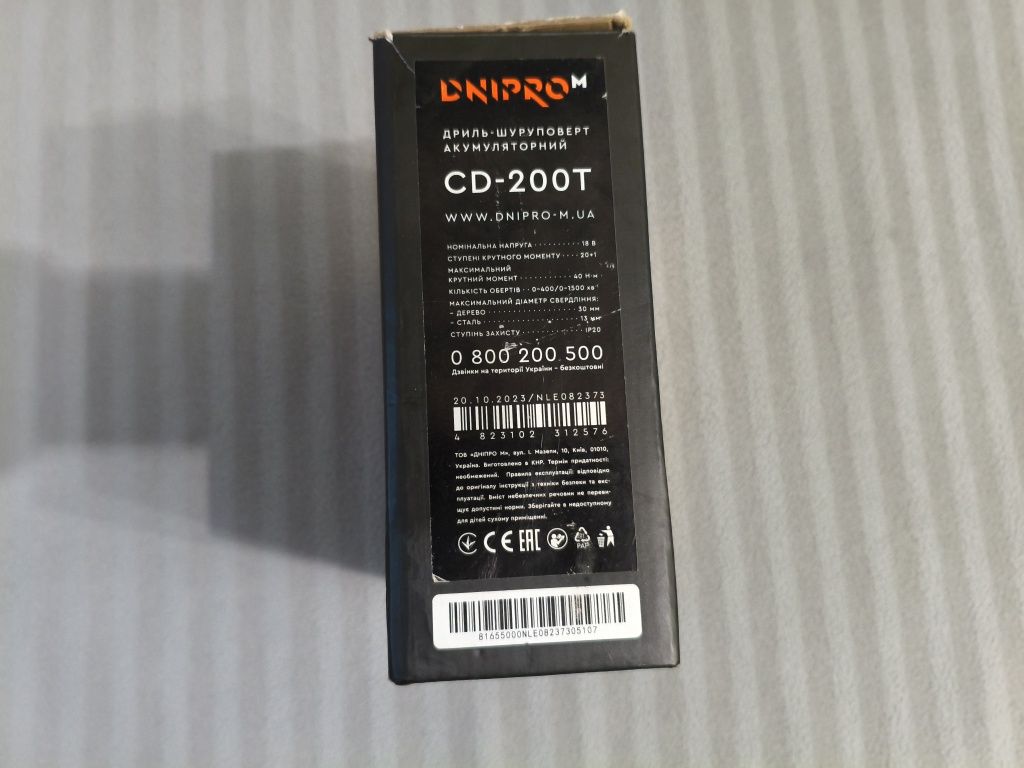 DNIPRO M
ДРИЛЬ-ШУРУПОВЕРТ
АКУМУЛЯТОРНИЙ
CD-200T
WWW.DNIPRO-M.UA
НОМІНАЛЬНА НАПРУГА · · · · · · · · · · 18 В
СТУПЕНІ КРУТНОГО МОМЕНТУ · · · · 20+1
МАКСИМАЛЬНИЙ
КРУТНИЙ МОМЕНТ · · · · · · · · · · · · 40 Н·м
КІЛЬКІСТЬ ОБЕРТІВ · · 0-400/0-1500 хв⁻¹
МАКСИМАЛЬНИЙ ДІАМЕТР СВЕРДЛІННЯ:
- ДЕРЕВО · · · · · · · · · · · · · · · · · · 30 мм
- СТАЛЬ · · · · · · · · · · · · · · · · · · · 13 мм
СТУПІНЬ ЗАХИСТУ · · · · · · · · · · · · · IP20
0 800 200 500
Дзвінки на території України - безкоштовні
20.10.2023/NLE082373
4 823102 312576
ТОВ «ДНІПРО М», вул. І. Мазепи, 10, Київ, 01010,
Україна. Виготовлено в КНР. Термін придатності:
необмежений. Правила експлуатації: відповідно
до оригіналу інструкції з техніки безпеки та екс-
плуатації. Вміст небезпечних речовин не переви-
щує допустимі норми. Зберігайте в недоступному
для дітей сухому приміщенні.
CE EAC PAP
81655000NLE08237305107